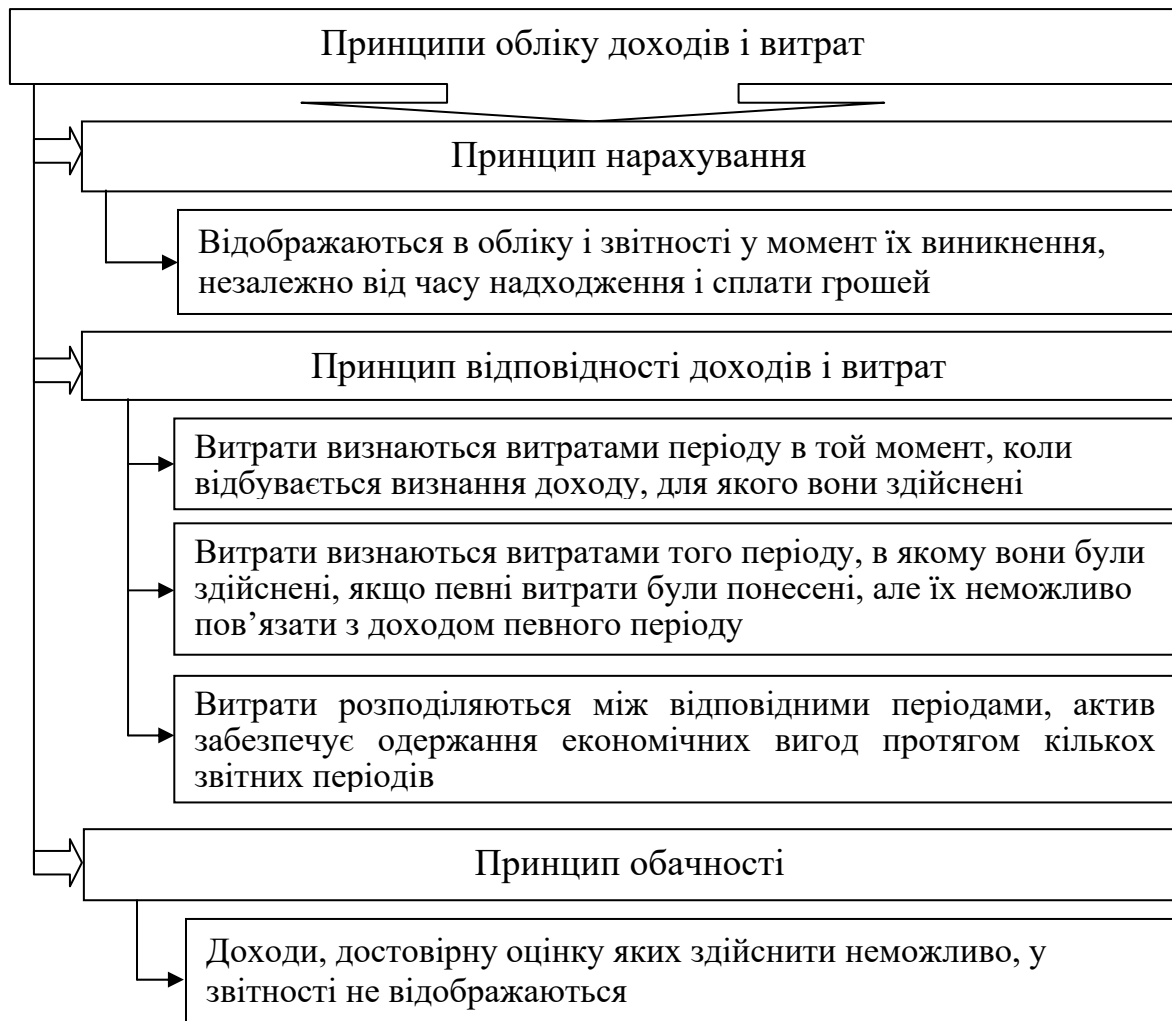 Принципи обліку доходів і витрат
Принцип нарахування
Відображаються в обліку і звітності у момент їх виникнення,
незалежно від часу надходження і сплати грошей
Принцип відповідності доходів і витрат
Витрати визнаються витратами періоду в той момент, коли
відбувається визнання доходу, для якого вони здійснені
Витрати визнаються витратами того періоду, в якому вони були
здійснені, якщо певні витрати були понесені, але їх неможливо
пов’язати з доходом певного періоду
Витрати розподіляються між відповідними періодами, актив
забезпечує одержання економічних вигод протягом кількох
звітних періодів
Принцип обачності
Доходи, достовірну оцінку яких здійснити неможливо, у
звітності не відображаються